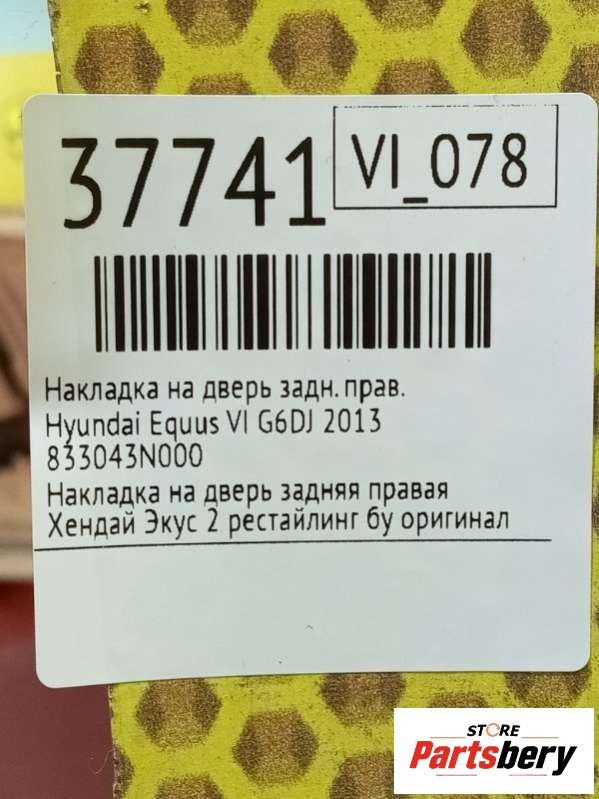 37741
VI_078
Накладка на дверь задн. прав.
Hyundai Equus VI G6DJ 2013
833043N000
Накладка на дверь задняя правая
Хендай Экус 2 рестайлинг бу оригинал
STORE
Partsbery